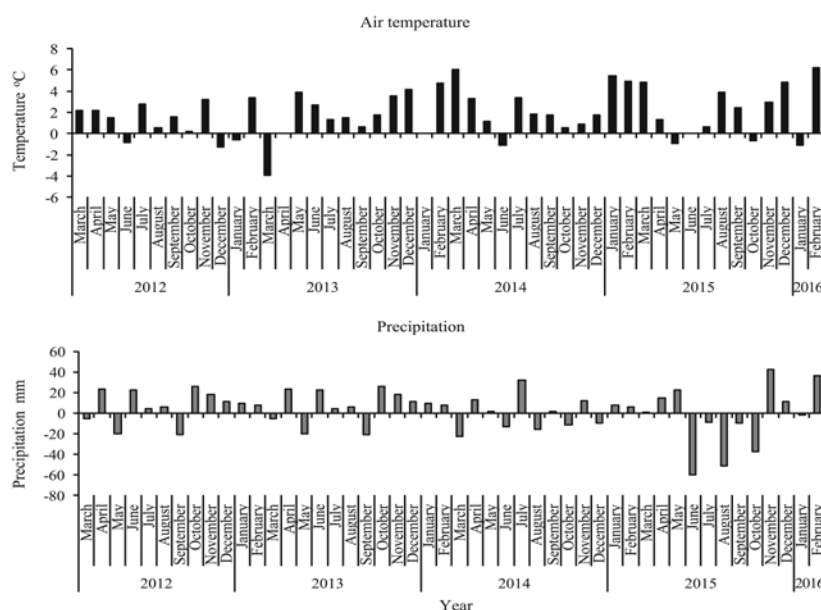 Air temperature
Temperature ºC
8
6
4
2
0
-2
-4
-6
March April May June July August September October November December January February March April May June July August September October November December January February March April May June July August September October November December January February March April May June July August September October November December January February
2012 2013 2014 2015 2016
Precipitation
Precipitation mm
60
40
20
0
-20
-40
-60
-80
March April May June July August September October November December January February March April May June July August September October November December January February March April May June July August September October November December January February March April May June July August September October November December January February
2012 2013 2014 2015 2016
Year